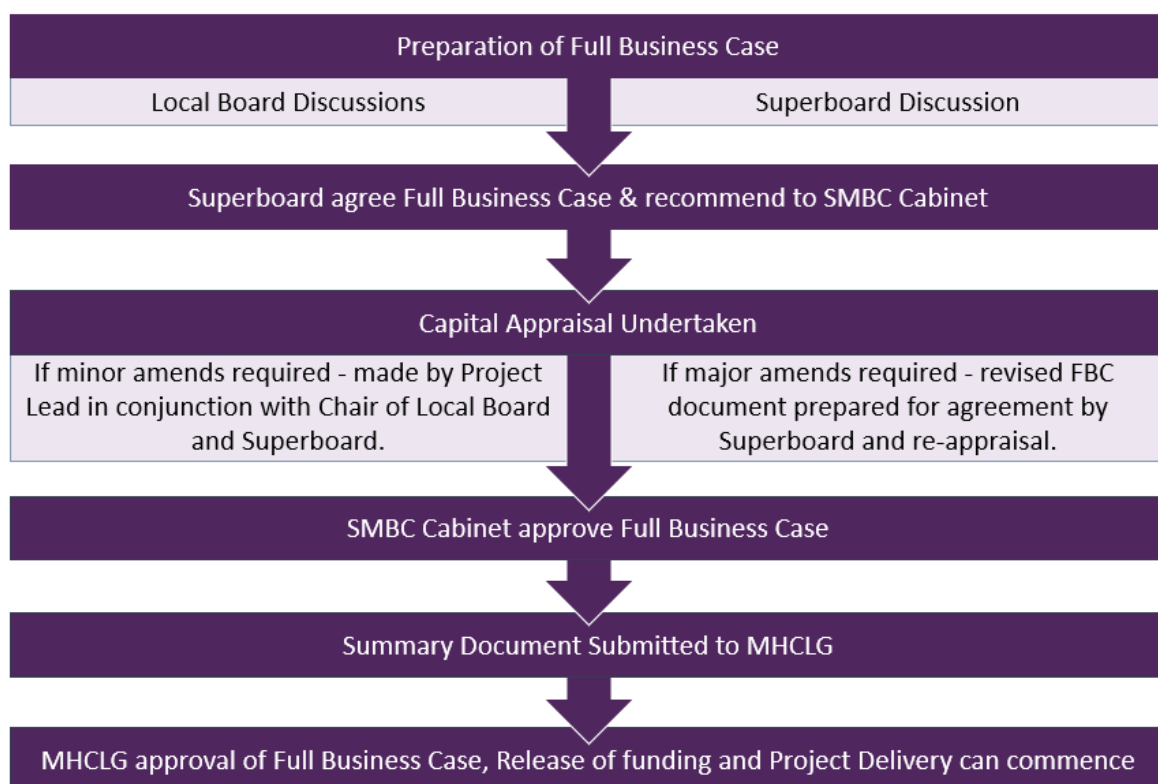 Preparation of Full Business Case
Local Board Discussions
Superboard Discussion
Superboard agree Full Business Case & recommend to SMBC Cabinet
Capital Appraisal Undertaken
If minor amends required - made by Project
Lead in conjunction with Chair of Local Board
and Superboard.
If major amends required - revised FBC
document prepared for agreement by
Superboard and re-appraisal.
SMBC Cabinet approve Full Business Case
Summary Document Submitted to MHCLG
MHCLG approval of Full Business Case, Release of funding and Project Delivery can commence